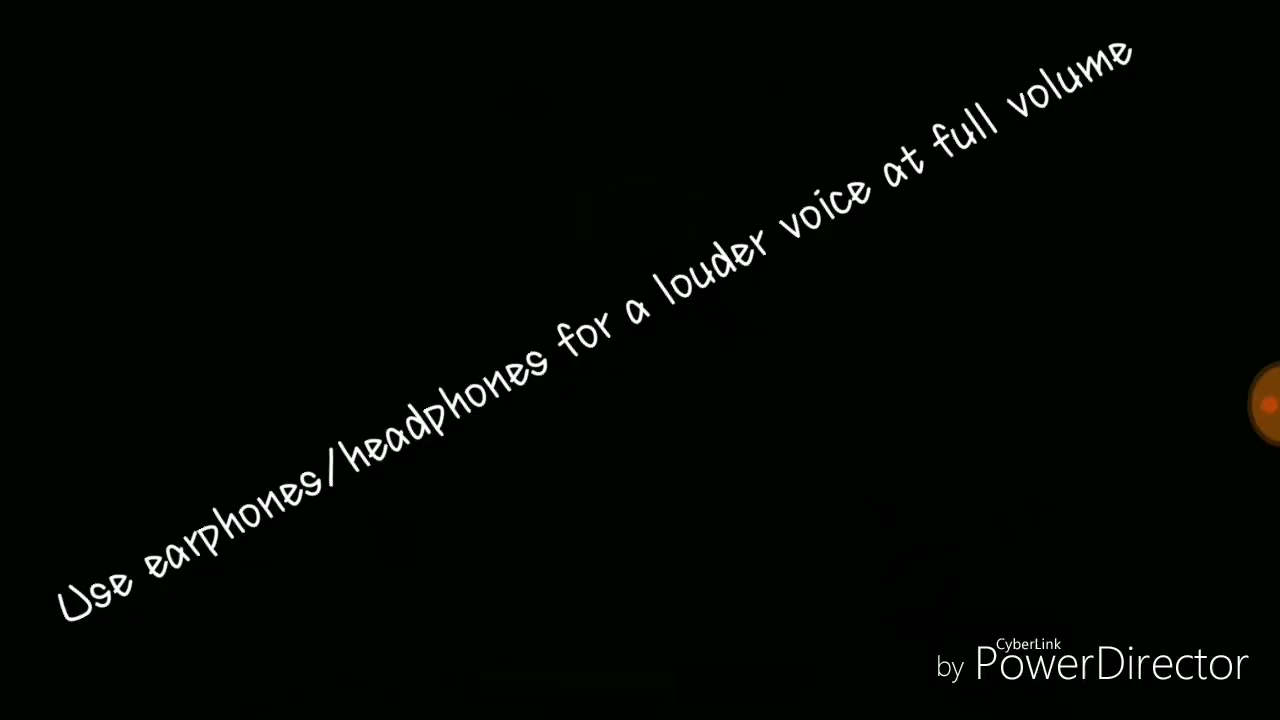 Use earphones/headphones for a louder voice at full volume
CyberLink
by PowerDirector